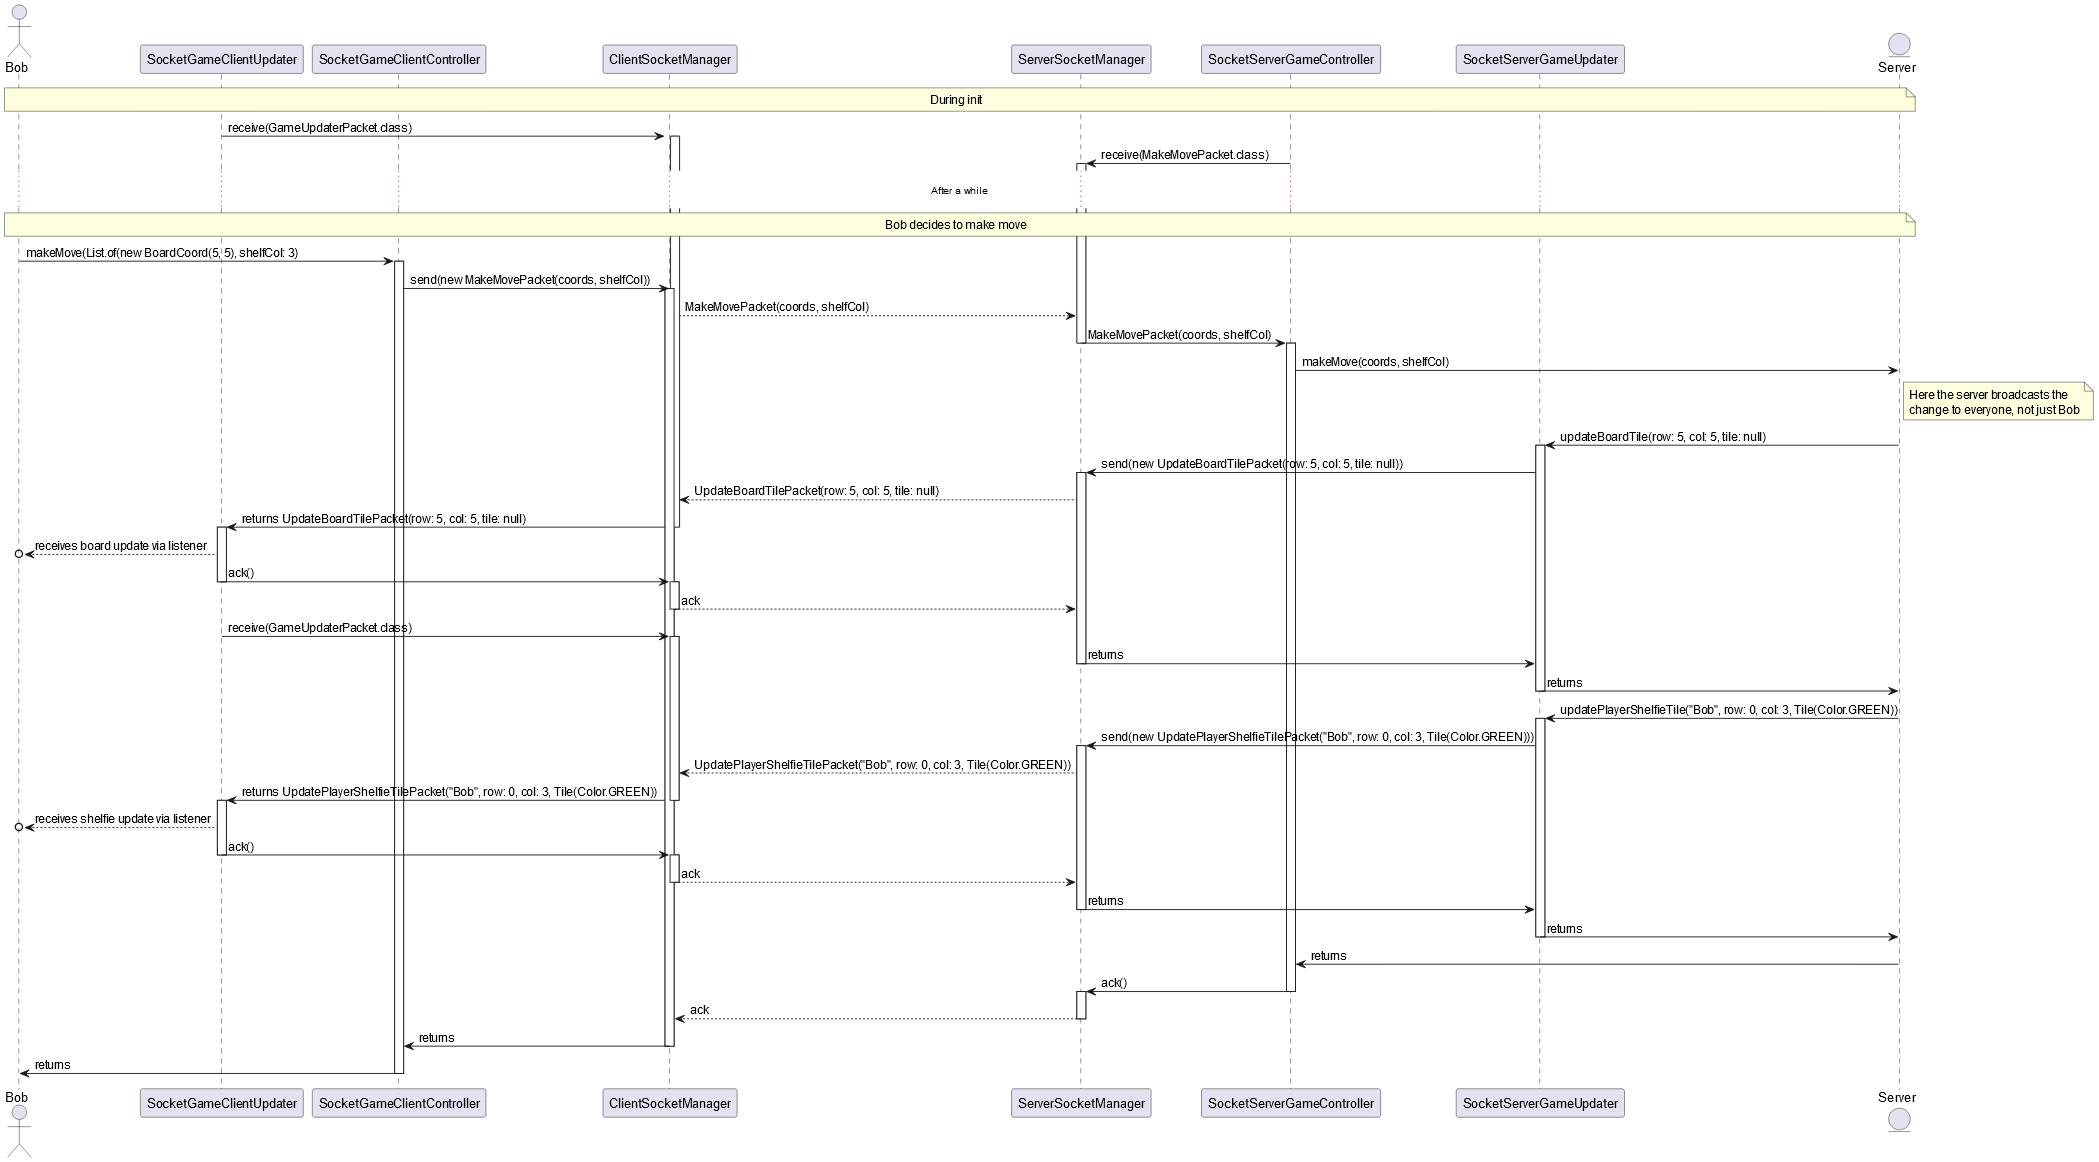 Bob
SocketGameClientUpdater
SocketGameClientController
ClientSocketManager
ServerSocketManager
SocketServerGameController
SocketServerGameUpdater
Server
During init
receive(GameUpdaterPacket.class)
receive(MakeMovePacket.class)
After a while
Bob decides to make move
makeMove(List.of(new BoardCoord(5, 5), shelfCol: 3)
send(new MakeMovePacket(coords, shelfCol))
MakeMovePacket(coords, shelfCol)
MakeMovePacket(coords, shelfCol)
makeMove(coords, shelfCol)
Here the server broadcasts the
change to everyone, not just Bob
updateBoardTile(row: 5, col: 5, tile: null)
send(new UpdateBoardTilePacket(row: 5, col: 5, tile: null))
UpdateBoardTilePacket(row: 5, col: 5, tile: null)
returns UpdateBoardTilePacket(row: 5, col: 5, tile: null)
receives board update via listener
ack()
ack
receive(GameUpdaterPacket.class)
returns
returns
updatePlayerShelfieTile("Bob", row: 0, col: 3, Tile(Color.GREEN))
send(new UpdatePlayerShelfieTilePacket("Bob", row: 0, col: 3, Tile(Color.GREEN)))
UpdatePlayerShelfieTilePacket("Bob", row: 0, col: 3, Tile(Color.GREEN))
returns UpdatePlayerShelfieTilePacket("Bob", row: 0, col: 3, Tile(Color.GREEN))
receives shelfie update via listener
ack()
ack
returns
returns
returns
ack()
ack
returns
returns
Bob
SocketGameClientUpdater
SocketGameClientController
ClientSocketManager
ServerSocketManager
SocketServerGameController
SocketServerGameUpdater
Server